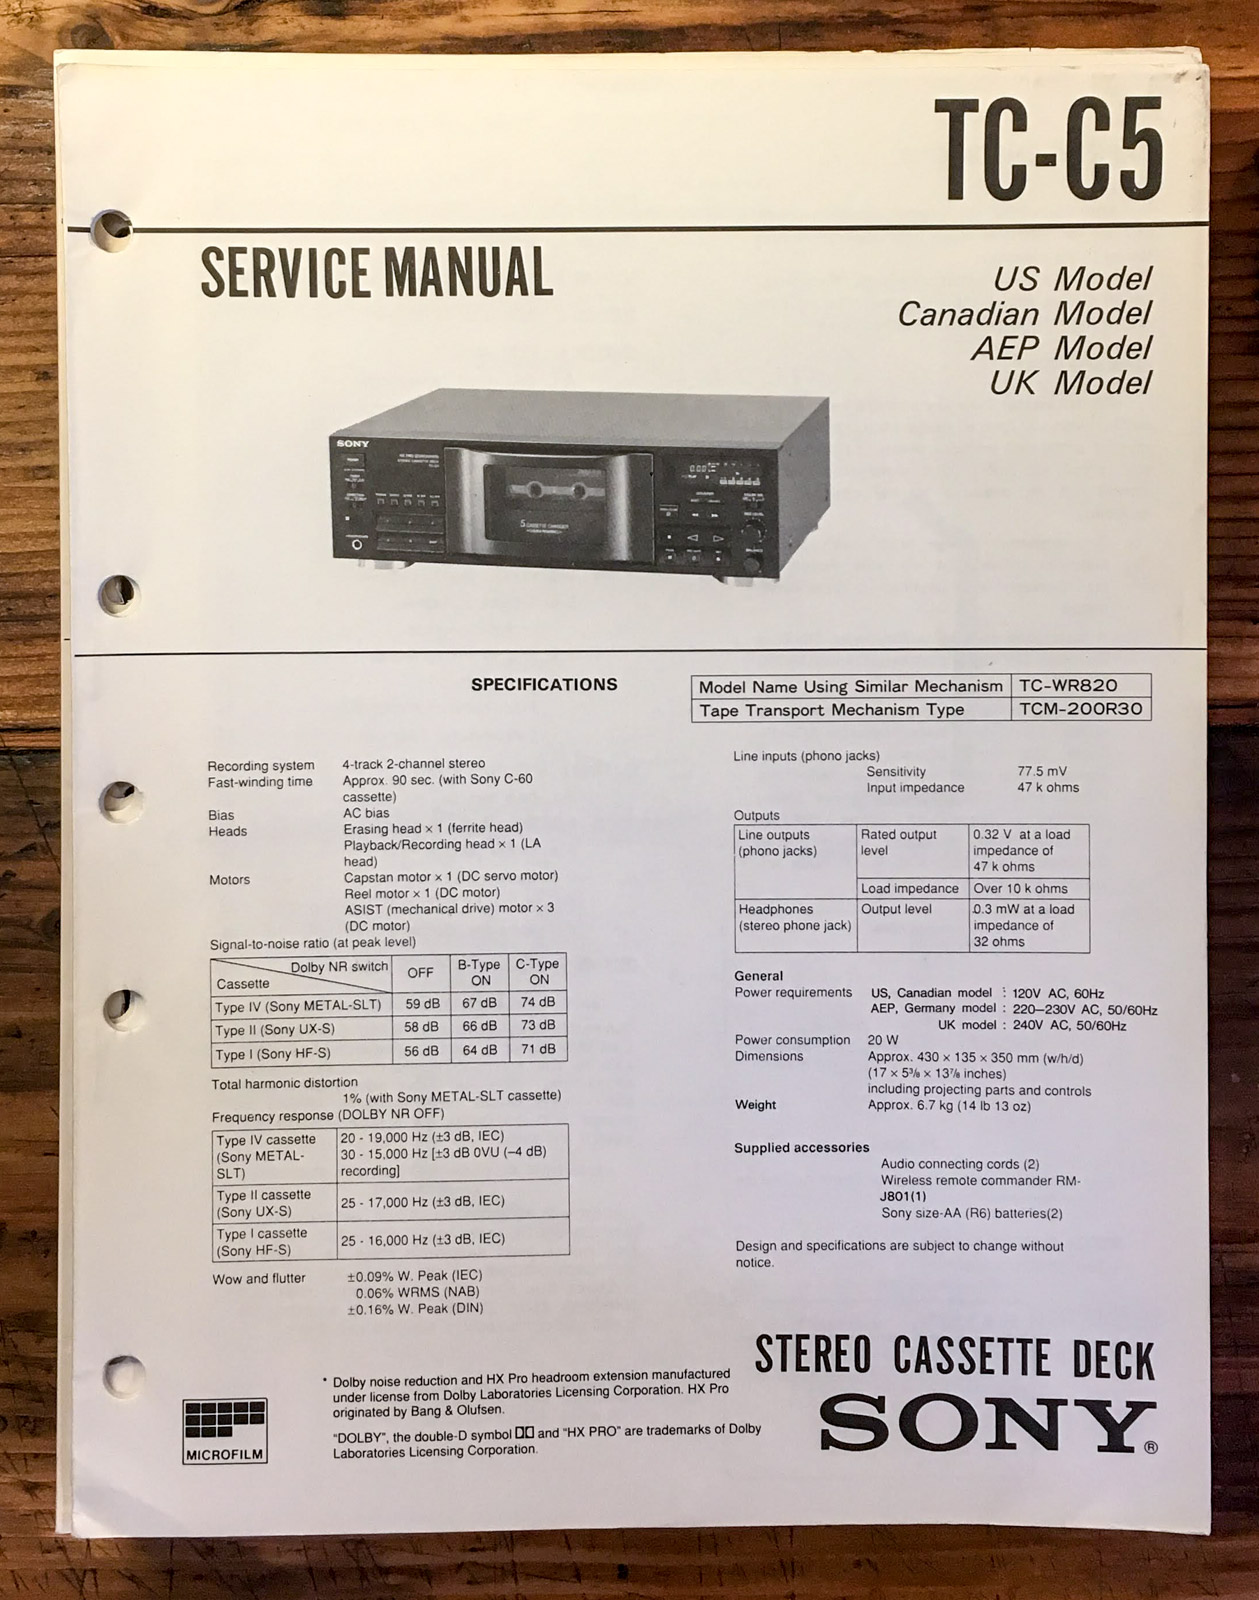 TC-C5
SERVICE MANUAL
US Model
Canadian Model
AEP Model
UK Model
SONY
5 CASSETTE CHANGER
SPECIFICATIONS
Model Name Using Similar Mechanism TC-WR820
Tape Transport Mechanism Type TCM-200R30
Recording system 4-track 2-channel stereo
Fast-winding time Approx. 90 sec. (with Sony C-60
cassette)
Bias AC bias
Heads Erasing head × 1 (ferrite head)
Playback/Recording head × 1 (LA
head)
Motors Capstan motor × 1 (DC servo motor)
Reel motor × 1 (DC motor)
ASIST (mechanical drive) motor × 3
(DC motor)
Signal-to-noise ratio (at peak level)
Dolby NR switch
Cassette
OFF
B-Type
ON
C-Type
ON
Type IV (Sony METAL-SLT) 59 dB 67 dB 74 dB
Type II (Sony UX-S) 58 dB 66 dB 73 dB
Type I (Sony HF-S) 56 dB 64 dB 71 dB
Total harmonic distortion
1% (with Sony METAL-SLT cassette)
Frequency response (DOLBY NR OFF)
Type IV cassette
(Sony METAL-
SLT)
20 - 19,000 Hz (±3 dB, IEC)
30 - 15,000 Hz [±3 dB 0VU (–4 dB)
recording]
Type II cassette
(Sony UX-S)
25 - 17,000 Hz (±3 dB, IEC)
Type I cassette
(Sony HF-S)
25 - 16,000 Hz (±3 dB, IEC)
Wow and flutter ±0.09% W. Peak (IEC)
0.06% WRMS (NAB)
±0.16% W. Peak (DIN)
Line inputs (phono jacks)
Sensitivity 77.5 mV
Input impedance 47 k ohms
Outputs
Line outputs
(phono jacks)
Rated output
level
0.32 V at a load
impedance of
47 k ohms
Load impedance Over 10 k ohms
Headphones
(stereo phone jack)
Output level
0.3 mW at a load
impedance of
32 ohms
General
Power requirements US, Canadian model : 120V AC, 60Hz
AEP, Germany model : 220–230V AC, 50/60Hz
UK model : 240V AC, 50/60Hz
Power consumption 20 W
Dimensions Approx. 430 × 135 × 350 mm (w/h/d)
(17 × 5³⁄₈ × 13⁷⁄₈ inches)
including projecting parts and controls
Weight Approx. 6.7 kg (14 lb 13 oz)
Supplied accessories
Audio connecting cords (2)
Wireless remote commander RM-
J801(1)
Sony size-AA (R6) batteries(2)
Design and specifications are subject to change without
notice.
* Dolby noise reduction and HX Pro headroom extension manufactured
under license from Dolby Laboratories Licensing Corporation. HX Pro
originated by Bang & Olufsen.
"DOLBY", the double-D symbol and "HX PRO" are trademarks of Dolby
Laboratories Licensing Corporation.
MICROFILM
STEREO CASSETTE DECK
SONY®